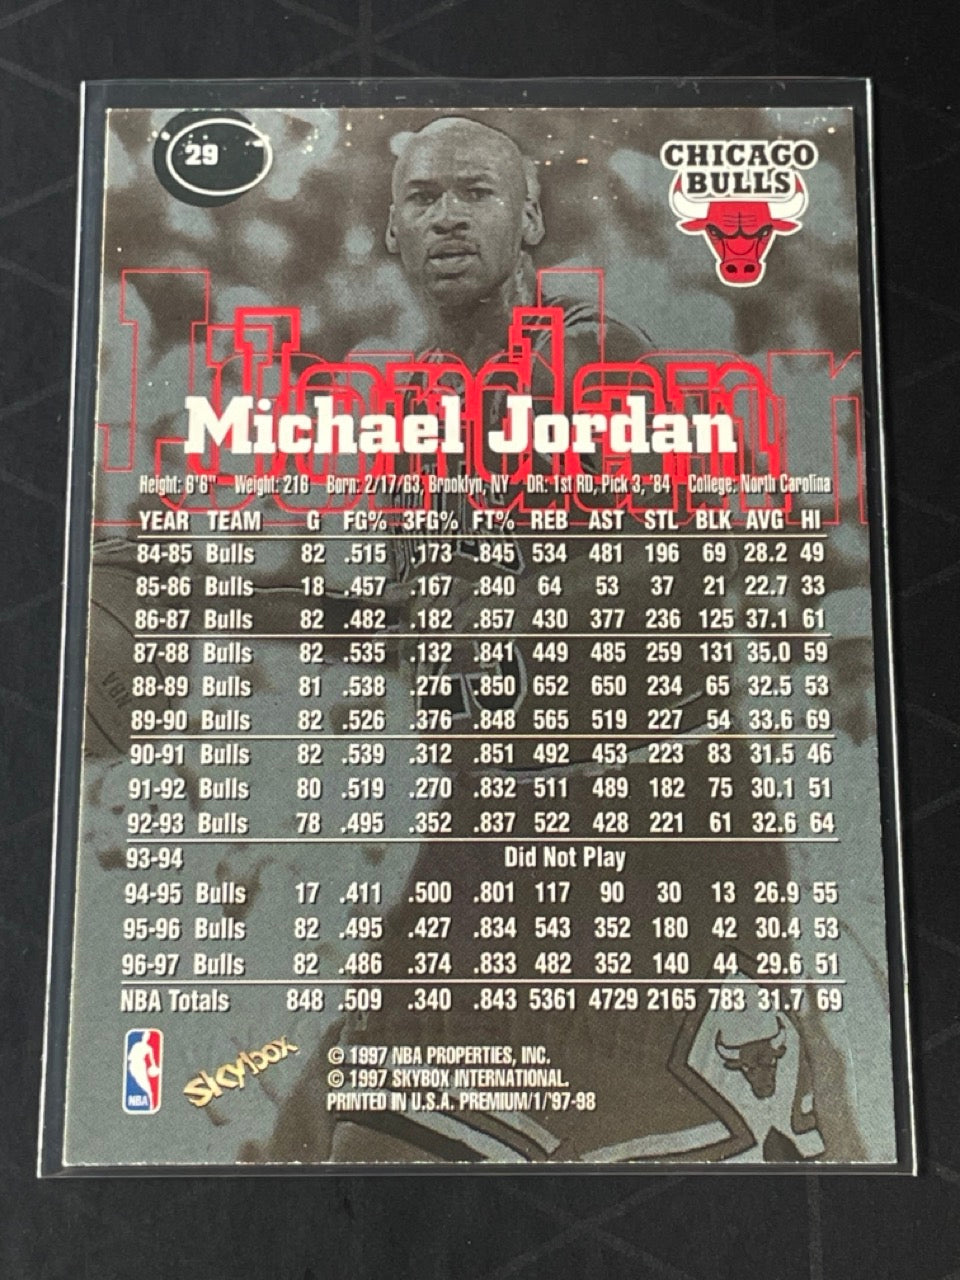 29
CHICAGO
BULLS
Jordan
Michael Jordan
Height: 6'6" Weight: 216 Born: 2/17/63, Brooklyn, NY DR: 1st RD, Pick 3, '84 College: North Carolina
YEAR TEAM G FG% 3FG% FT% REB AST STL BLK AVG HI
84-85 Bulls 82 .515 .173 .845 534 481 196 69 28.2 49
85-86 Bulls 18 .457 .167 .840 64 53 37 21 22.7 33
86-87 Bulls 82 .482 .182 .857 430 377 236 125 37.1 61
87-88 Bulls 82 .535 .132 .841 449 485 259 131 35.0 59
88-89 Bulls 81 .538 .276 .850 652 650 234 65 32.5 53
89-90 Bulls 82 .526 .376 .848 565 519 227 54 33.6 69
90-91 Bulls 82 .539 .312 .851 492 453 223 83 31.5 46
91-92 Bulls 80 .519 .270 .832 511 489 182 75 30.1 51
92-93 Bulls 78 .495 .352 .837 522 428 221 61 32.6 64
93-94 Did Not Play
94-95 Bulls 17 .411 .500 .801 117 90 30 13 26.9 55
95-96 Bulls 82 .495 .427 .834 543 352 180 42 30.4 53
96-97 Bulls 82 .486 .374 .833 482 352 140 44 29.6 51
NBA Totals 848 .509 .340 .843 5361 4729 2165 783 31.7 69
NBA
skybox
© 1997 NBA PROPERTIES, INC.
© 1997 SKYBOX INTERNATIONAL.
PRINTED IN U.S.A. PREMIUM/1/'97-98